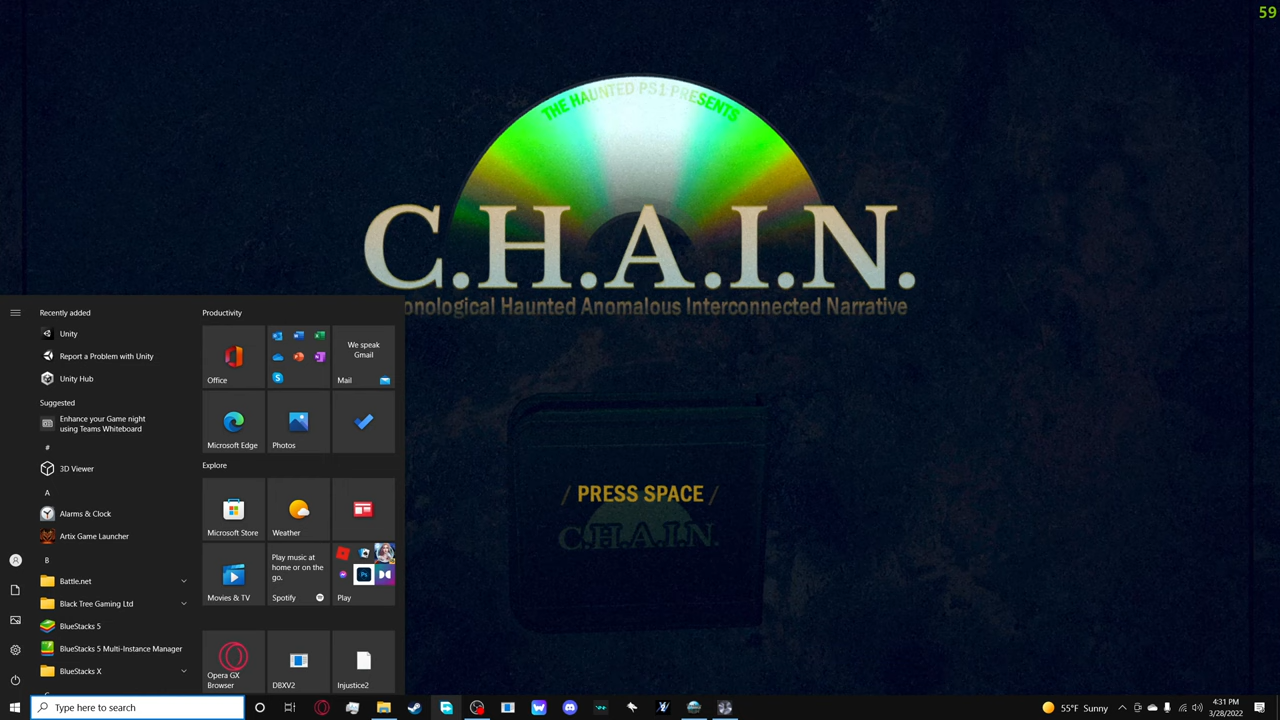 59
THE HAUNTED PS1 PRESENTS
C.H.A.I.N.
onological Haunted Anomalous Interconnected Narrative
/ PRESS SPACE /
C.H.A.I.N.
Recently added
Unity
Report a Problem with Unity
Unity Hub
Suggested
Enhance your Game night
using Teams Whiteboard
#
3D Viewer
A
Alarms & Clock
Artix Game Launcher
B
Battle.net
Black Tree Gaming Ltd
BlueStacks 5
BlueStacks 5 Multi-Instance Manager
BlueStacks X
Productivity
Office
We speak
Gmail
Mail
Microsoft Edge
Photos
Explore
Microsoft Store
Weather
Movies & TV
Play music at
home or on the
go.
Spotify
Ps
Play
Opera GX
Browser
DBXV2
Injustice2
Type here to search
55°F Sunny
4:31 PM
3/28/2022